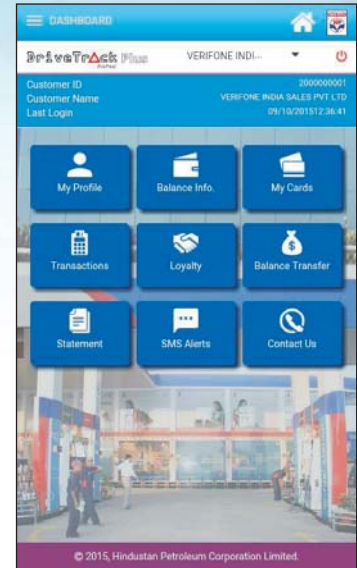 DASHBOARD
DriveTrack Plus
VERIFONE INDI...
Customer ID 2000000001
Customer Name VERIFONE INDIA SALES PVT LTD
Last Login 09/10/201512:36:41
My Profile Balance Info. My Cards
Transactions Loyalty Balance Transfer
Statement SMS Alerts Contact Us
© 2015, Hindustan Petroleum Corporation Limited.